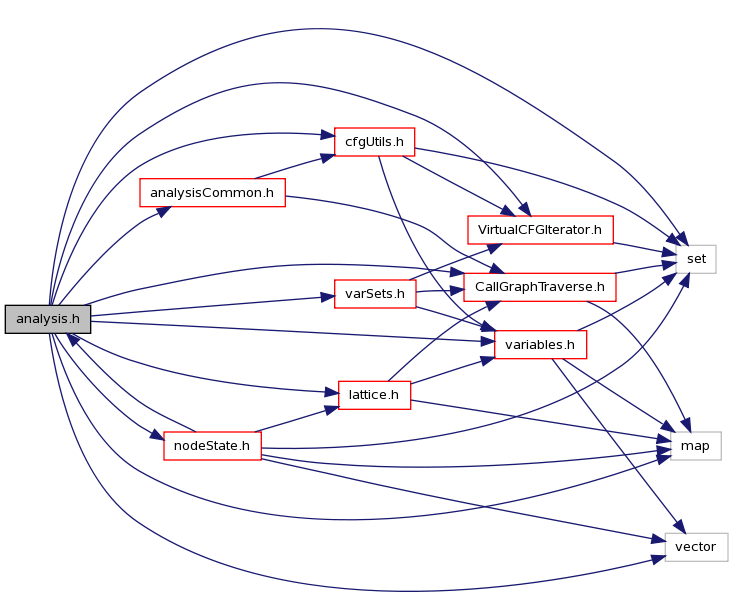 cfgUtils.h
analysisCommon.h
VirtualCFGIterator.h
set
CallGraphTraverse.h
varSets.h
analysis.h
variables.h
lattice.h
nodeState.h
map
vector